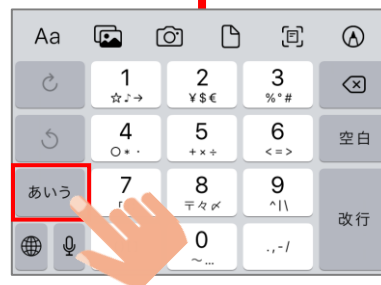 Aa
1 2 3
☆♪→ ¥$€ %°#
4 5 6 空白
○*・ +×÷ <=>
あいう 7 8 9
〒々〆 ^|\
改行
0 .,-/
~…